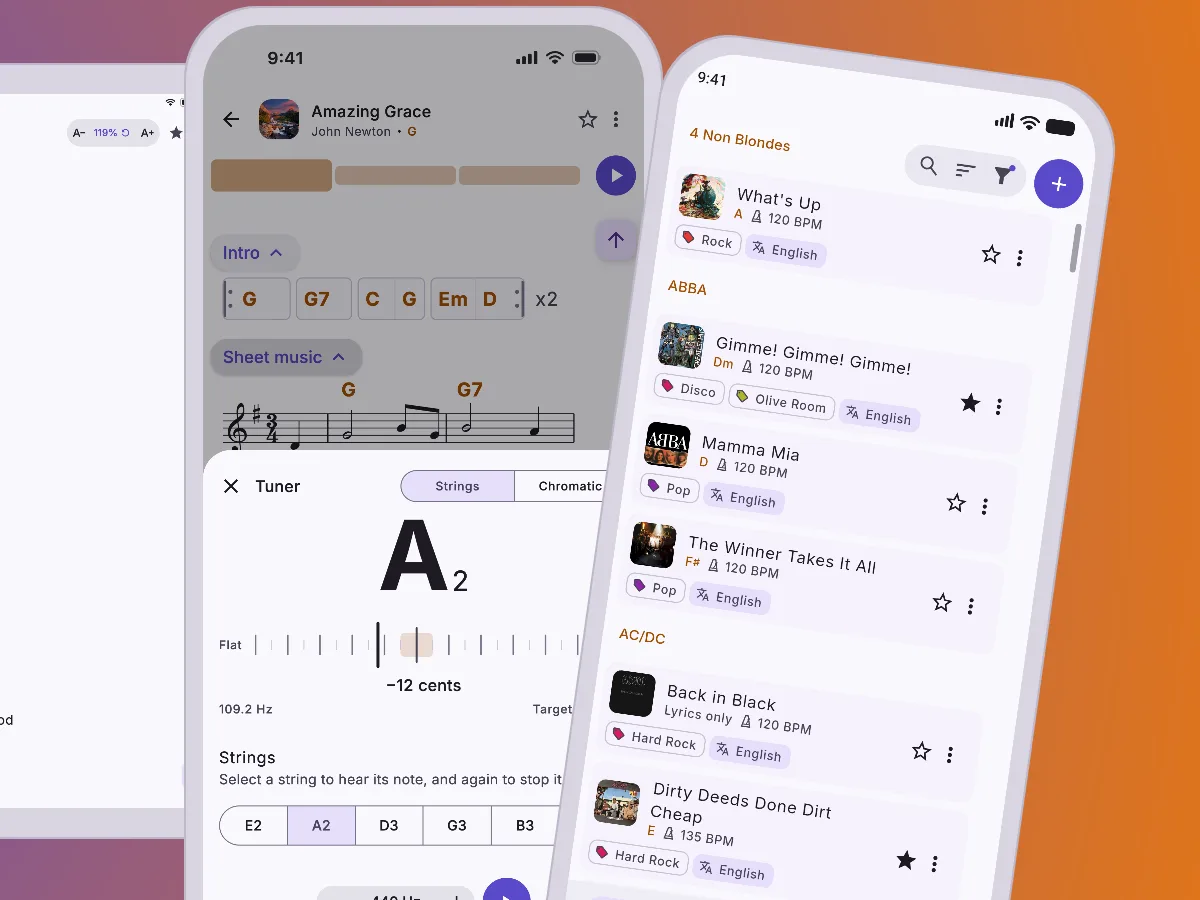 A- 119% A+
od
9:41
Amazing Grace
John Newton • G
Intro
G G7 C G Em D x2
Sheet music
G G7
3
4
Tuner
Strings Chromatic
A2
Flat
−12 cents
109.2 Hz Target
Strings
Select a string to hear its note, and again to stop it
E2 A2 D3 G3 B3
9:41
4 Non Blondes
What's Up
A 120 BPM
Rock English
ABBA
Gimme! Gimme! Gimme!
Dm 120 BPM
Disco Olive Room English
ABBA
Mamma Mia
D 120 BPM
Pop English
The Winner Takes It All
F# 120 BPM
Pop English
AC/DC
Back in Black
Lyrics only 120 BPM
Hard Rock English
Dirty Deeds Done Dirt
Cheap
E 135 BPM
Hard Rock English